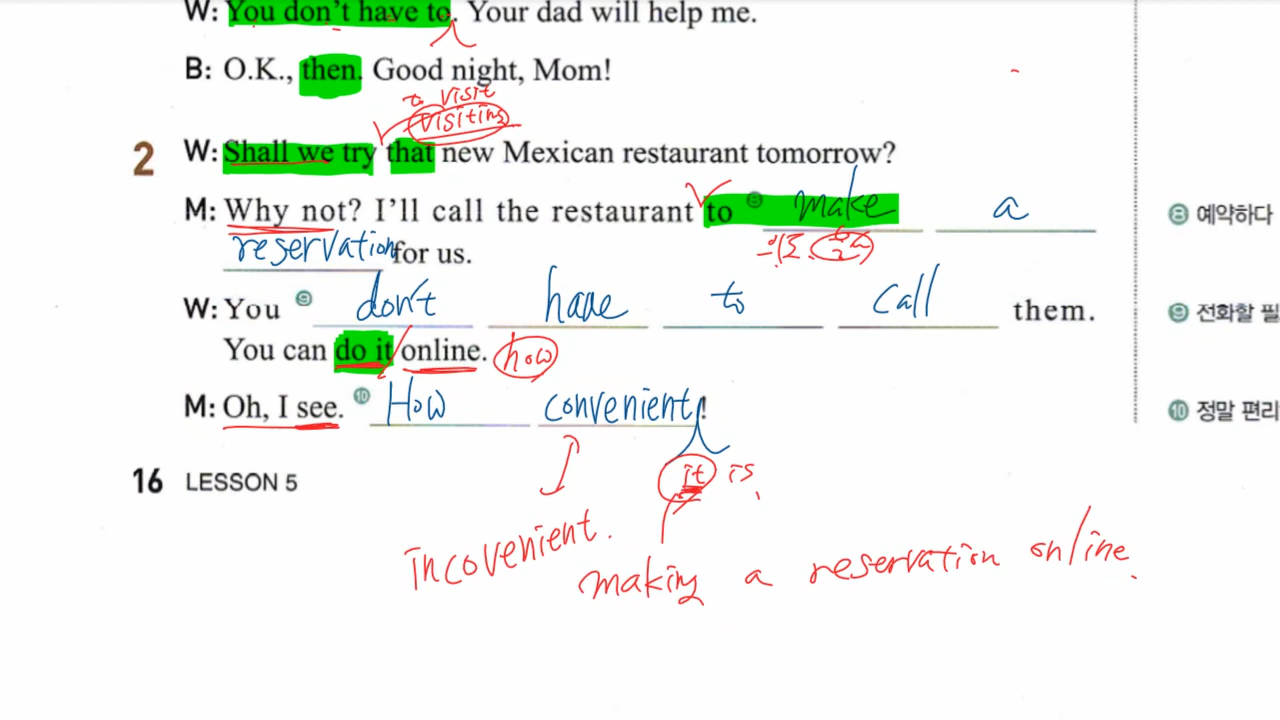 W: You don't have to. Your dad will help me.
B: O.K., then. Good night, Mom!
to visit
visiting
2 W: Shall we try that new Mexican restaurant tomorrow?
M: Why not? I'll call the restaurant to ⑧ make a
⑧ 예약하다
reservation for us.
W: You ⑨ don't have to call them.
⑨ 전화할 필
You can do it online. how
M: Oh, I see. ⑩ How convenient!
⑩ 정말 편리
it is
16 LESSON 5
incovenient.
making a reservation online.